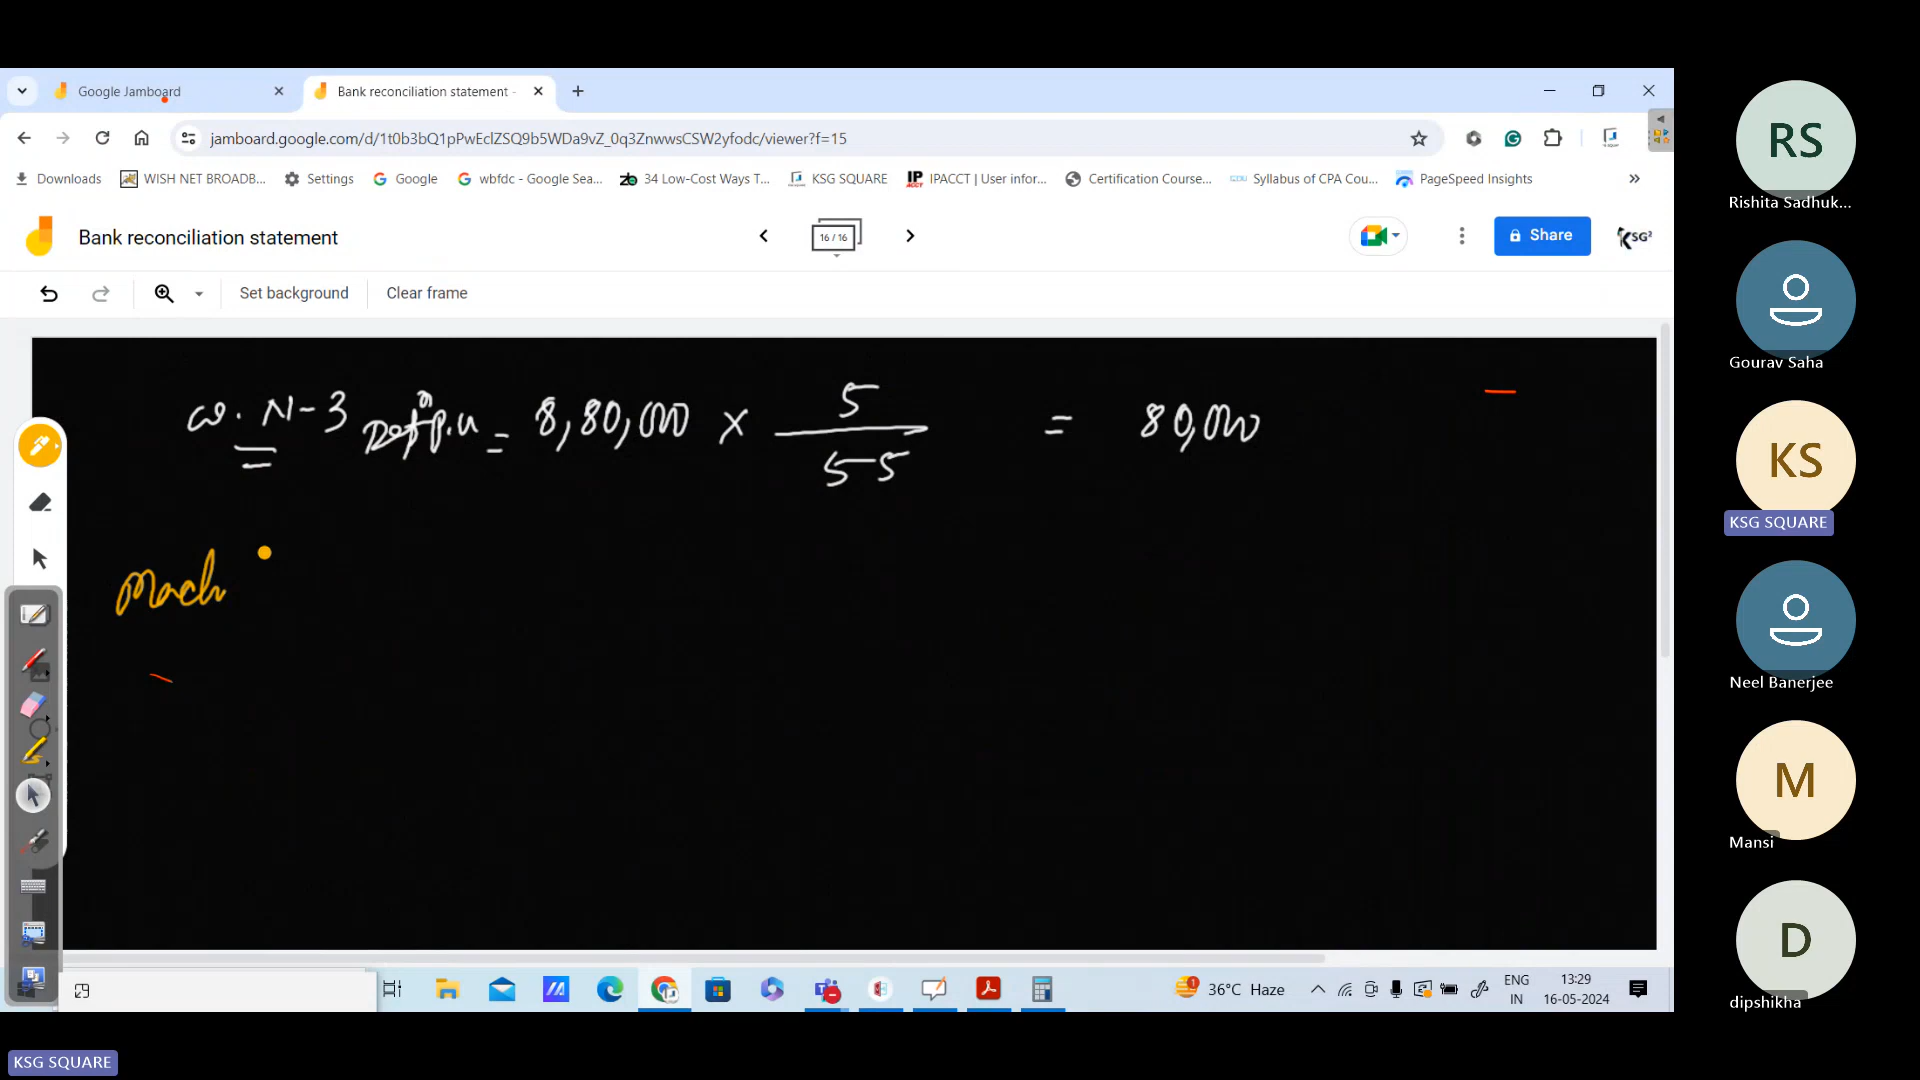 Google Jamboard
Bank reconciliation statement -
jamboard.google.com/d/1t0b3bQ1pPwEclZSQ9b5WDa9vZ_0q3ZnwwsCSW2yfodc/viewer?f=15
Downloads WISH NET BROADB... Settings Google wbfdc - Google Sea... 34 Low-Cost Ways T... KSG SQUARE IPACCT | User infor... Certification Course... Syllabus of CPA Cou... PageSpeed Insights
Bank reconciliation statement
16 / 16
Share
KSG²
Set background Clear frame
W. N-3
= 8,80,000 × 5
5-5
= 80,000
Mach
36°C Haze
ENG
IN
13:29
16-05-2024
RS
Rishita Sadhuk...
Gourav Saha
KS
KSG SQUARE
Neel Banerjee
M
Mansi
D
dipshikha
KSG SQUARE